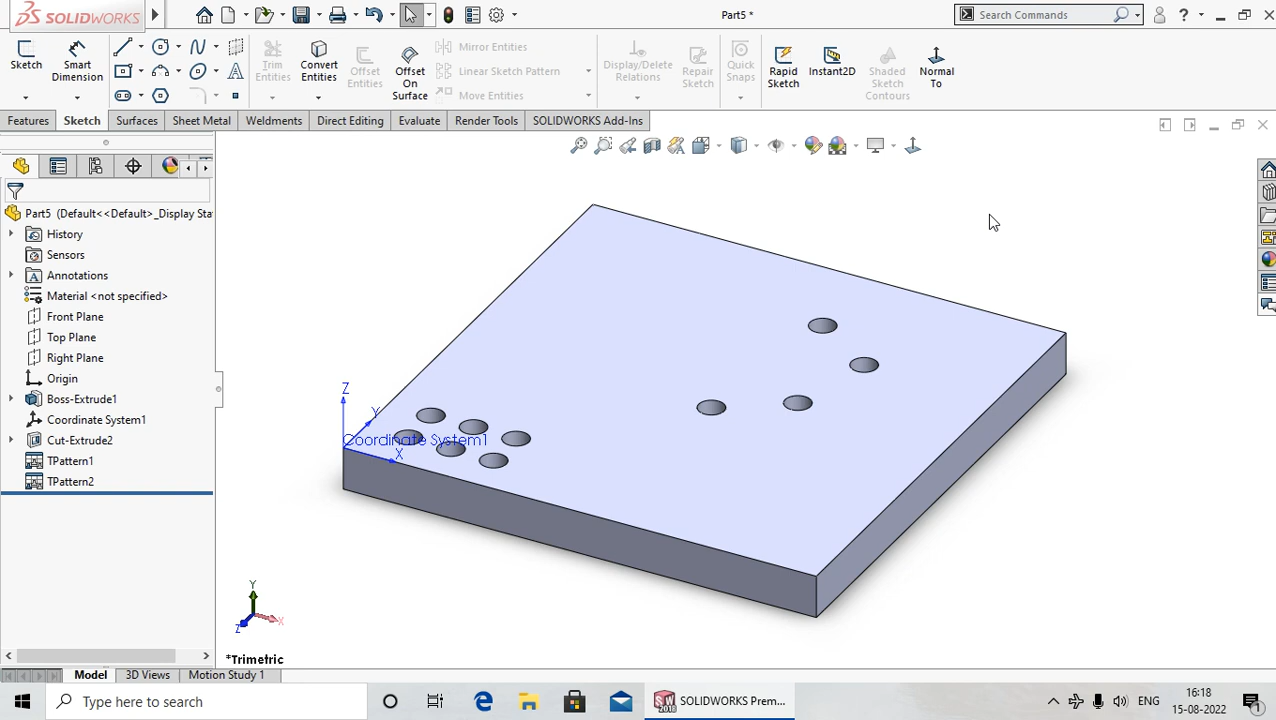 SOLIDWORKS
Part5 *
Search Commands
Sketch
Smart Dimension
Trim Entities
Convert Entities
Offset Entities
Offset On Surface
Mirror Entities
Linear Sketch Pattern
Move Entities
Display/Delete Relations
Repair Sketch
Quick Snaps
Rapid Sketch
Instant2D
Shaded Sketch Contours
Normal To
Features
Sketch
Surfaces
Sheet Metal
Weldments
Direct Editing
Evaluate
Render Tools
SOLIDWORKS Add-Ins
Part5 (Default<<Default>_Display Sta
History
Sensors
Annotations
Material <not specified>
Front Plane
Top Plane
Right Plane
Origin
Boss-Extrude1
Coordinate System1
Cut-Extrude2
TPattern1
TPattern2
Z
Y
Coordinate System1
X
Y
X
Z
*Trimetric
Model
3D Views
Motion Study 1
Type here to search
2018
SOLIDWORKS Prem...
ENG
16:18
15-08-2022
1